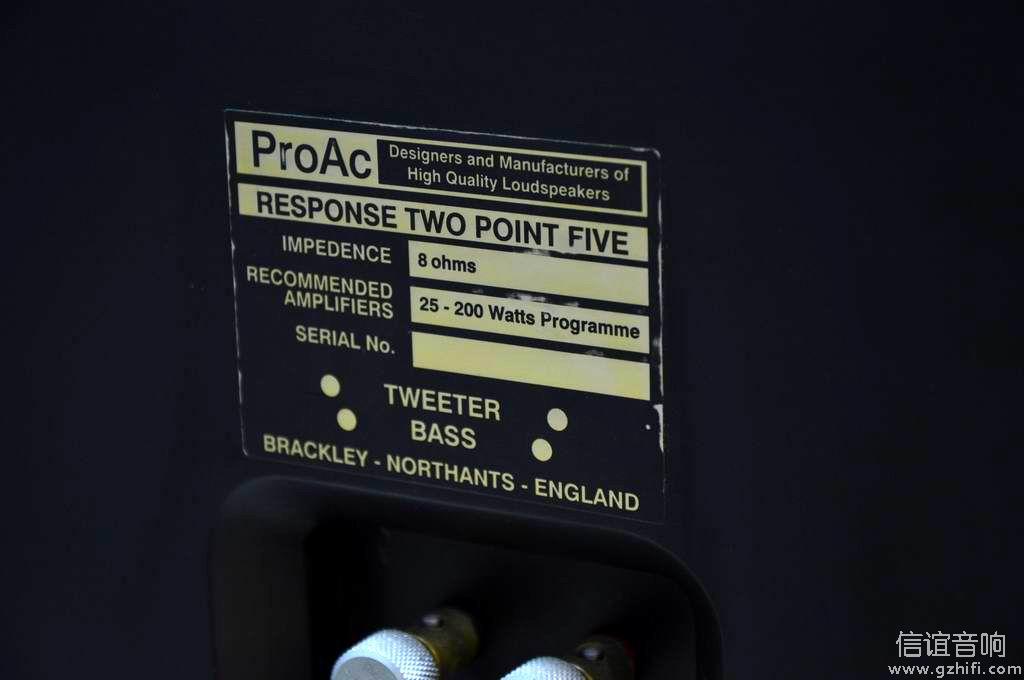 ProAc
Designers and Manufacturers of
High Quality Loudspeakers
RESPONSE TWO POINT FIVE
IMPEDENCE 8 ohms
RECOMMENDED
AMPLIFIERS 25 - 200 Watts Programme
SERIAL No.
TWEETER
BASS
BRACKLEY - NORTHANTS - ENGLAND
信谊音响
www.gzhifi.com